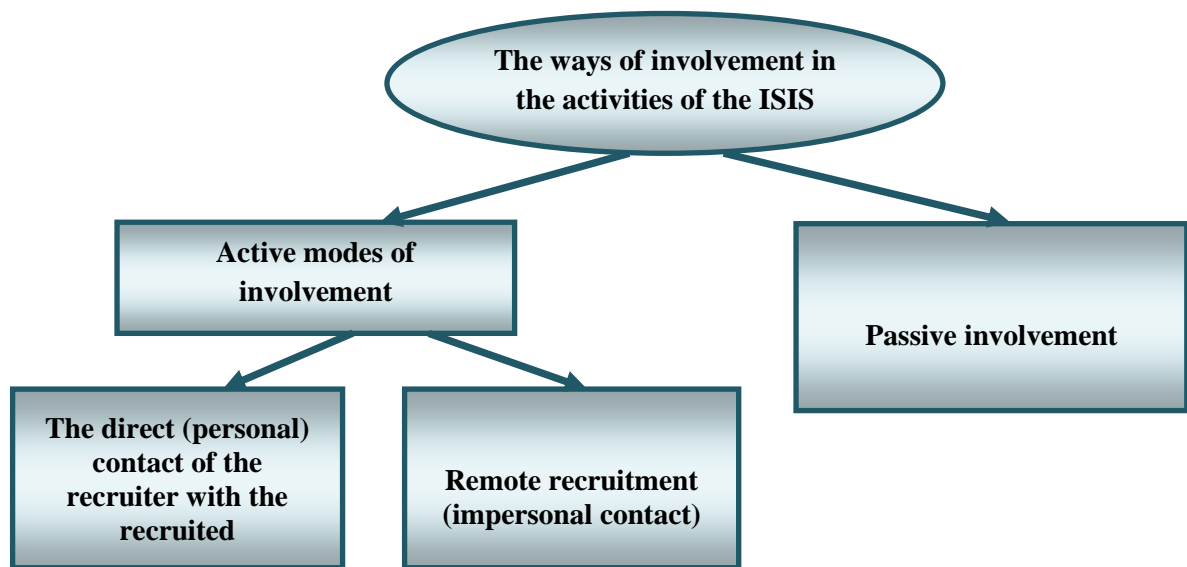 The ways of involvement in
the activities of the ISIS
Active modes of
involvement
Passive involvement
The direct (personal)
contact of the
recruiter with the
recruited
Remote recruitment
(impersonal contact)